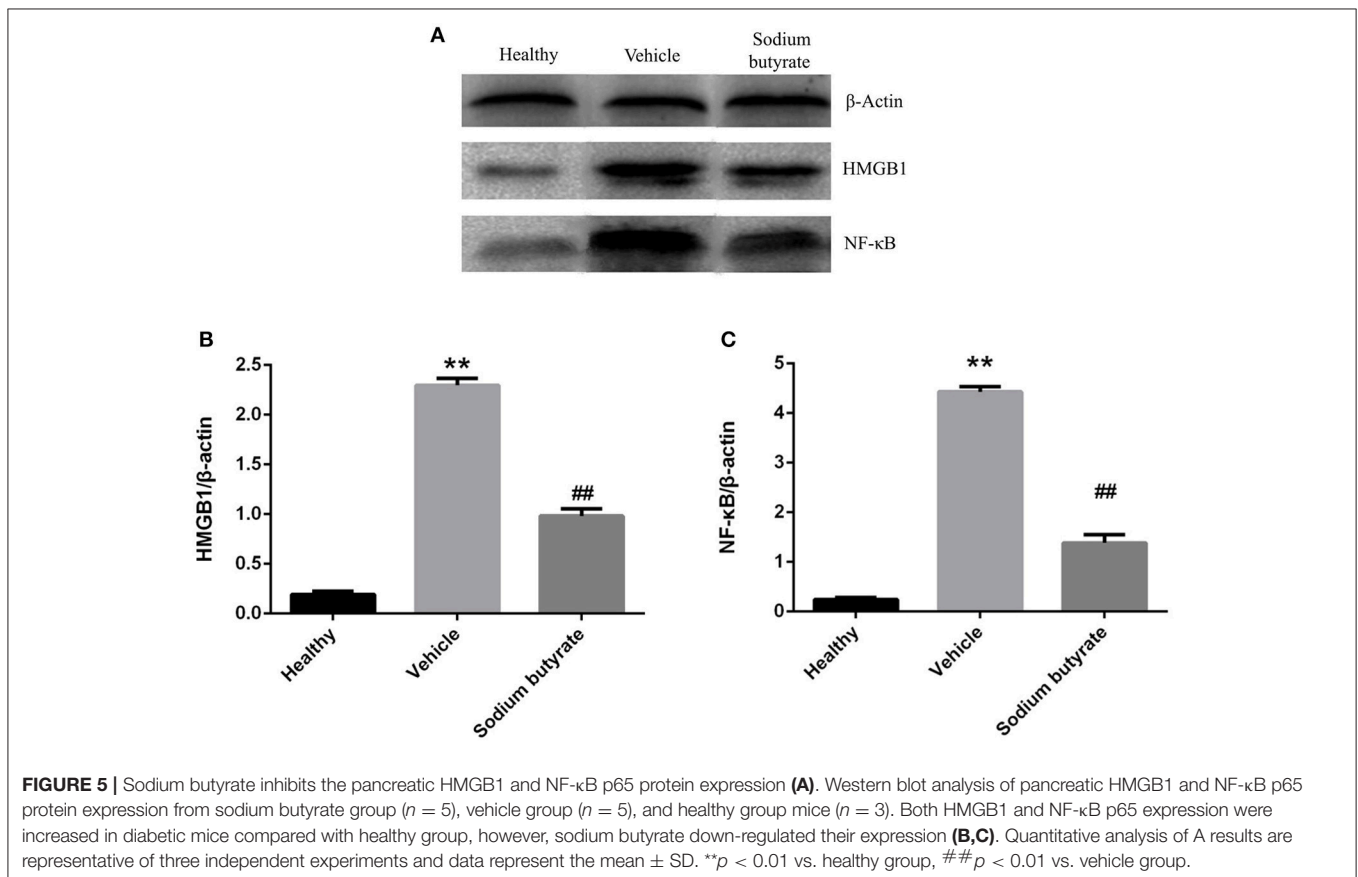 A
Healthy
Vehicle
Sodium
butyrate
β-Actin
HMGB1
NF-κB
B
HMGB1/β-actin
2.5
2.0
1.5
1.0
0.5
0.0
**
##
Healthy
Vehicle
Sodium butyrate
C
NF-κB/β-actin
5
4
3
2
1
0
**
##
Healthy
Vehicle
Sodium butyrate
FIGURE 5 | Sodium butyrate inhibits the pancreatic HMGB1 and NF-κB p65 protein expression (A). Western blot analysis of pancreatic HMGB1 and NF-κB p65
protein expression from sodium butyrate group (n = 5), vehicle group (n = 5), and healthy group mice (n = 3). Both HMGB1 and NF-κB p65 expression were
increased in diabetic mice compared with healthy group, however, sodium butyrate down-regulated their expression (B,C). Quantitative analysis of A results are
representative of three independent experiments and data represent the mean ± SD. **p < 0.01 vs. healthy group, ##p < 0.01 vs. vehicle group.